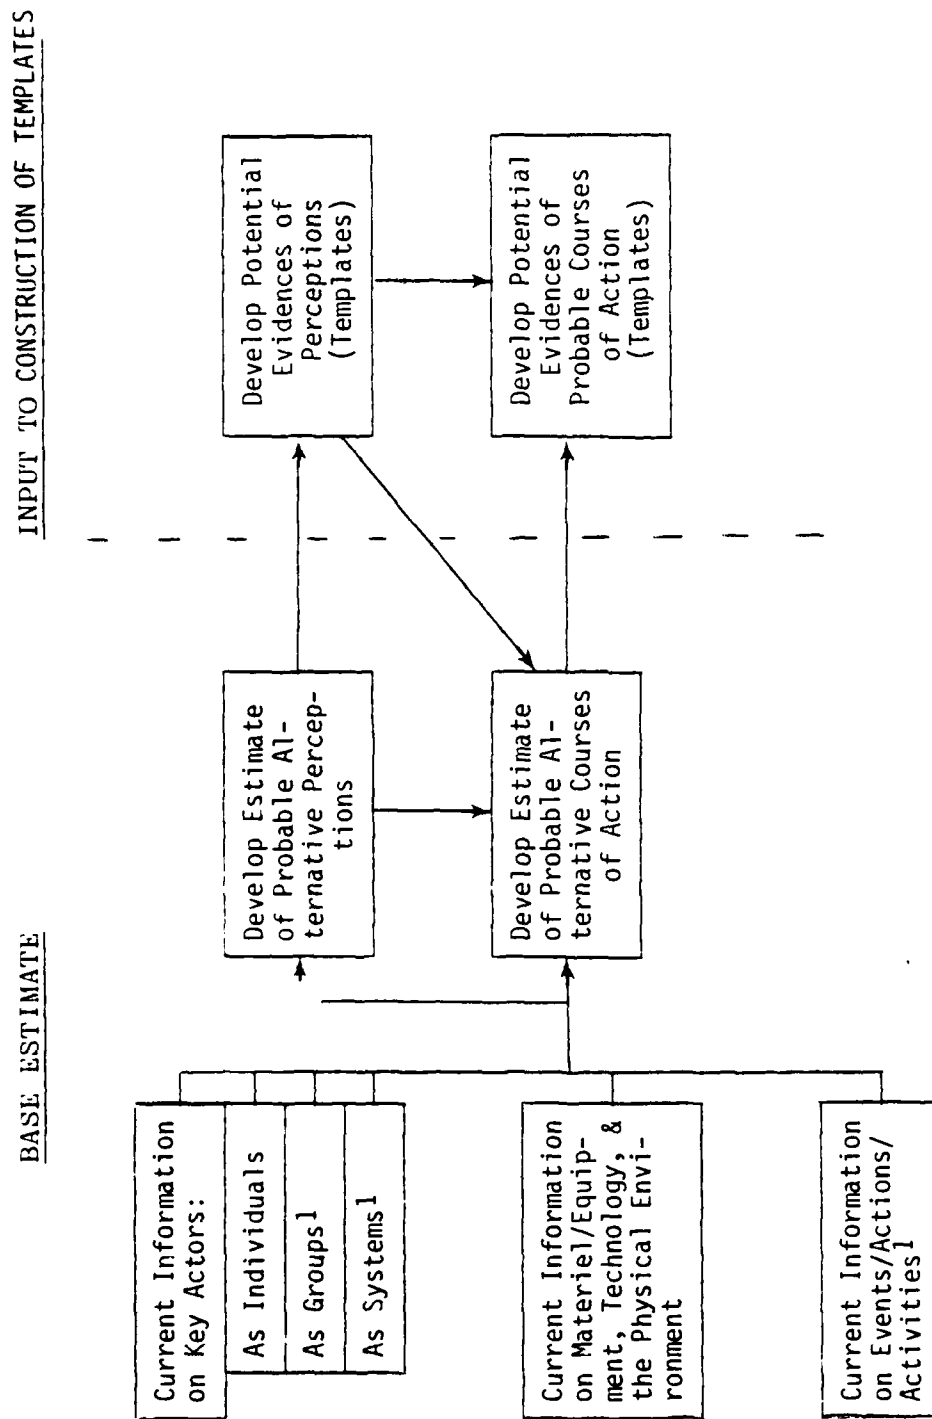 BASE ESTIMATE
INPUT TO CONSTRUCTION OF TEMPLATES
Current Information
on Key Actors:
As Individuals
As Groups1
As Systems1
Current Information
on Materiel/Equip-
ment, Technology, &
the Physical Envi-
ronment
Current Information
on Events/Actions/
Activities1
Develop Estimate
of Probable Al-
ternative Percep-
tions
Develop Estimate
of Probable Al-
ternative Courses
of Action
Develop Potential
Evidences of
Perceptions
(Templates)
Develop Potential
Evidences of
Probable Courses
of Action
(Templates)